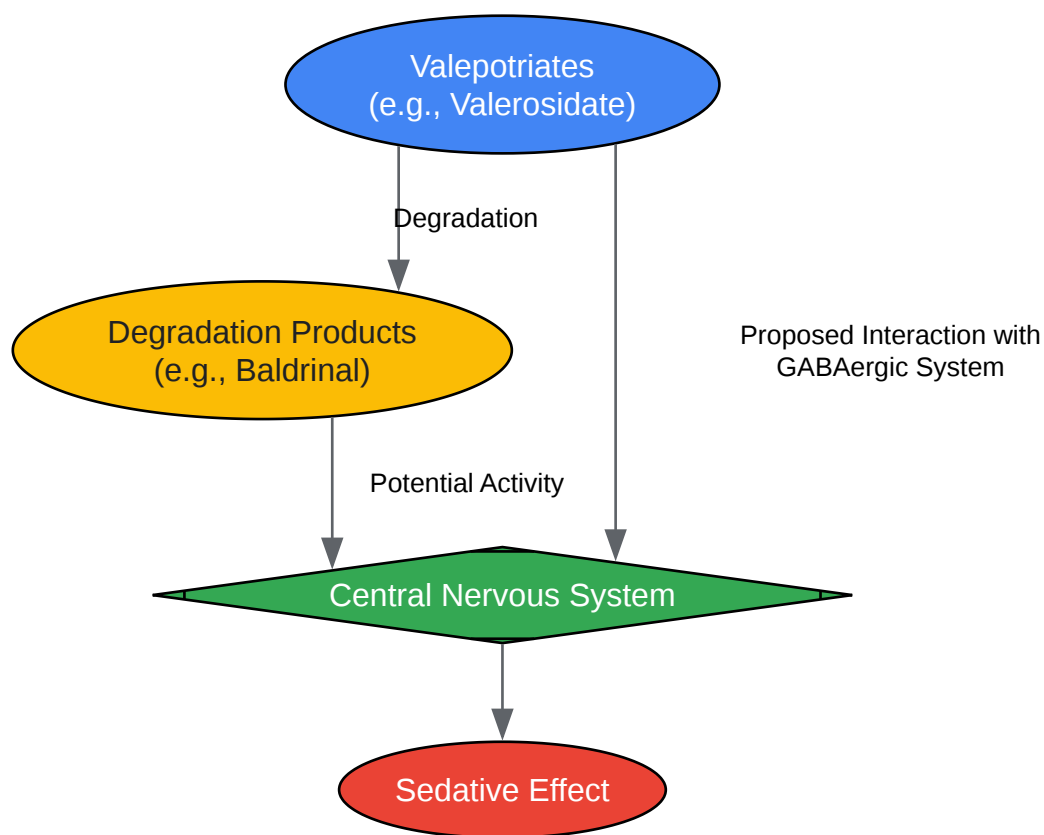 Valepotriates
(e.g., Valerosidate)
Degradation
Degradation Products
(e.g., Baldrinal)
Proposed Interaction with
GABAergic System
Potential Activity
Central Nervous System
Sedative Effect